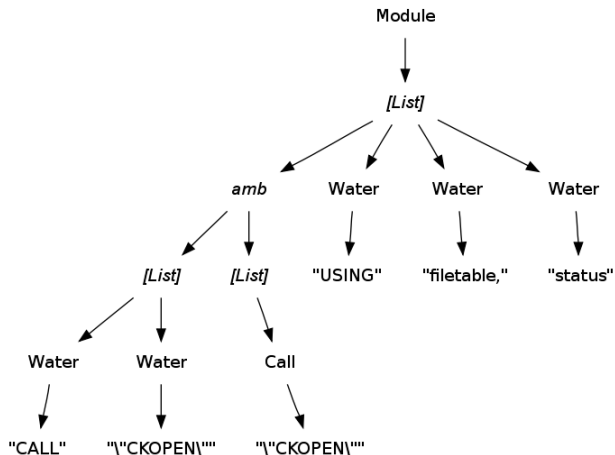 Module
[List]
amb Water Water Water
[List] [List] "USING" "filetable," "status"
Water Water Call
"CALL" "\"CKOPEN\"" "\"CKOPEN\""